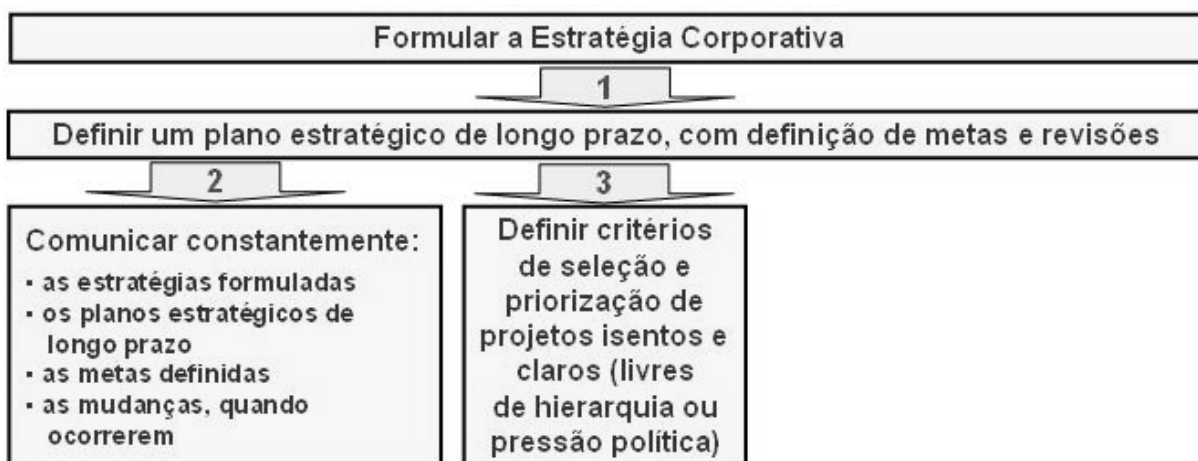 Formular a Estratégia Corporativa
1
Definir um plano estratégico de longo prazo, com definição de metas e revisões
2
Comunicar constantemente:
▪ as estratégias formuladas
▪ os planos estratégicos de
longo prazo
▪ as metas definidas
▪ as mudanças, quando
ocorrerem
3
Definir critérios
de seleção e
priorização de
projetos isentos e
claros (livres
de hierarquia ou
pressão política)